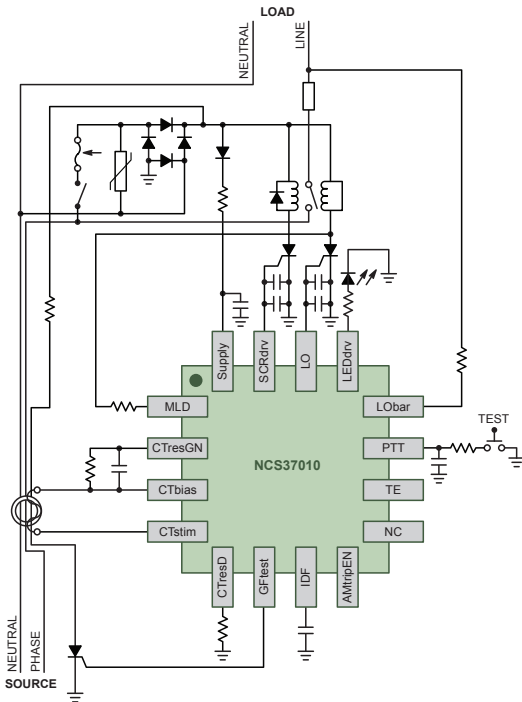 LOAD
NEUTRAL
LINE
Supply
SCRdrv
LO
LEDdrv
MLD
LObar
TEST
CTresGN
PTT
NCS37010
CTbias
TE
CTstim
NC
CTresD
GFtest
IDF
AMtripEN
NEUTRAL
PHASE
SOURCE